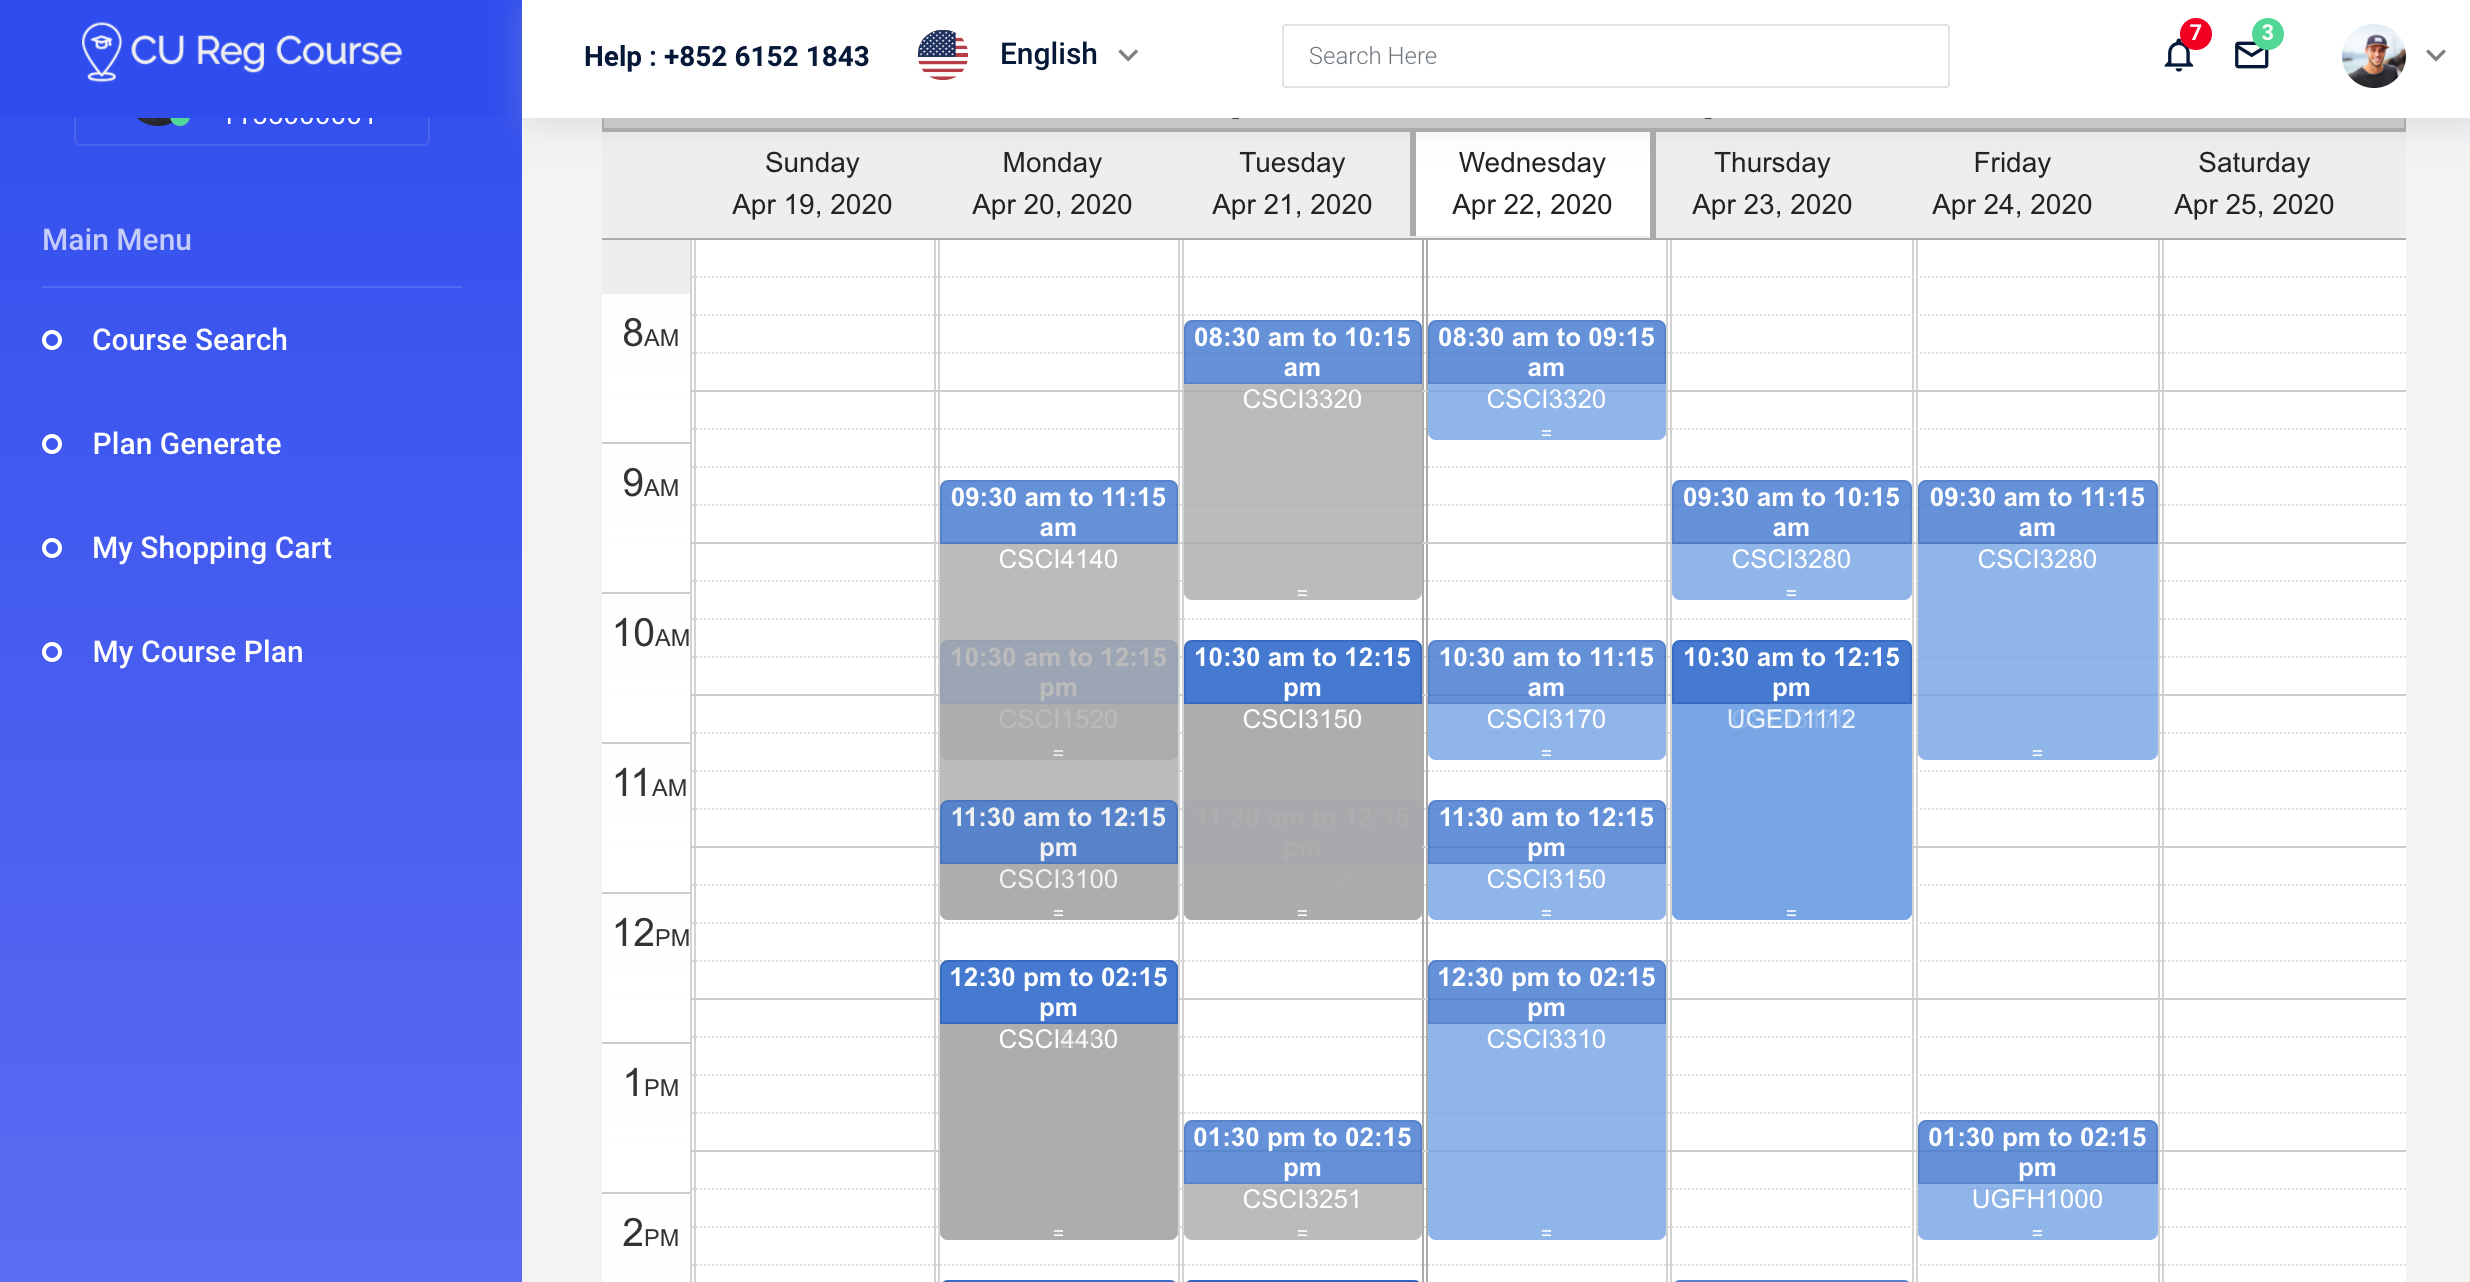 CU Reg Course
Help : +852 6152 1843
English
Search Here
7
3
Main Menu
Course Search
Plan Generate
My Shopping Cart
My Course Plan
Sunday
Apr 19, 2020
Monday
Apr 20, 2020
Tuesday
Apr 21, 2020
Wednesday
Apr 22, 2020
Thursday
Apr 23, 2020
Friday
Apr 24, 2020
Saturday
Apr 25, 2020
8AM
9AM
10AM
11AM
12PM
1PM
2PM
09:30 am to 11:15
am
CSCI4140
=
10:30 am to 12:15
pm
CSCI1520
11:30 am to 12:15
pm
CSCI3100
=
12:30 pm to 02:15
pm
CSCI4430
=
08:30 am to 10:15
am
CSCI3320
=
10:30 am to 12:15
pm
CSCI3150
11:30 am to 12:15
pm
=
01:30 pm to 02:15
pm
CSCI3251
=
08:30 am to 09:15
am
CSCI3320
=
10:30 am to 11:15
am
CSCI3170
=
11:30 am to 12:15
pm
CSCI3150
=
12:30 pm to 02:15
pm
CSCI3310
=
09:30 am to 10:15
am
CSCI3280
=
10:30 am to 12:15
pm
UGED1112
=
09:30 am to 11:15
am
CSCI3280
=
01:30 pm to 02:15
pm
UGFH1000
=